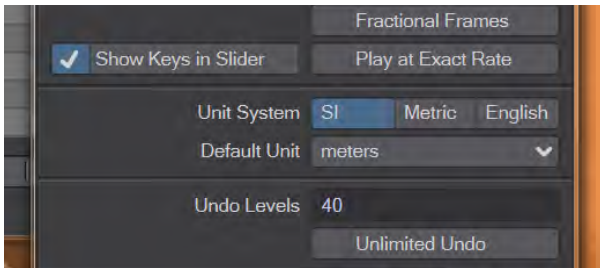 Fractional Frames
Show Keys in Slider Play at Exact Rate
Unit System SI Metric English
Default Unit meters
Undo Levels 40
Unlimited Undo